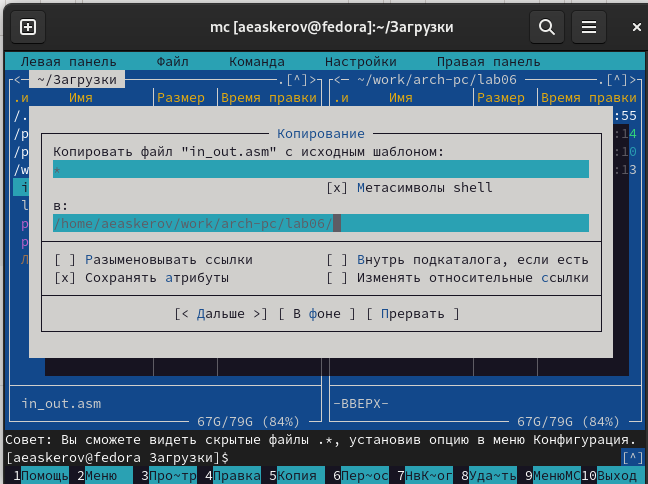 mc [aeaskerov@fedora]:~/Загрузки
Левая панель Файл Команда Настройки Правая панель
<— ~/Загрузки .[^]> <— ~/work/arch-pc/lab06 —.[^]>
.и Имя Размер Время правки .и Имя Размер Время правки
/. :55
/р :14
/р :10
/w :13
i
l
р
р
Л
Копирование
Копировать файл "in_out.asm" с исходным шаблоном:
*
[x] Метасимволы shell
в:
/home/aeaskerov/work/arch-pc/lab06/
[ ] Разыменовывать ссылки [ ] Внутрь подкаталога, если есть
[x] Сохранять атрибуты [ ] Изменять относительные ссылки
[< Дальше >] [ В фоне ] [ Прервать ]
in_out.asm -ВВЕРХ-
67G/79G (84%) 67G/79G (84%)
Совет: Вы сможете видеть скрытые файлы .*, установив опцию в меню Конфигурация.
[aeaskerov@fedora Загрузки]$ [^]
1Помощь 2Меню 3Про~тр 4Правка 5Копия 6Пер~ос 7НвК~ог 8Уда~ть 9МенюМС 10Выход